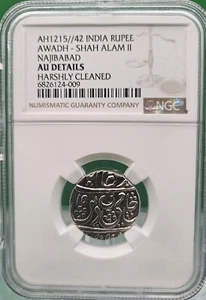 AH1215//42 INDIA RUPEE
AWADH - SHAH ALAM II
NAJIBABAD
AU DETAILS
HARSHLY CLEANED
6826124-009
NUMISMATIC GUARANTY COMPANY
NGC